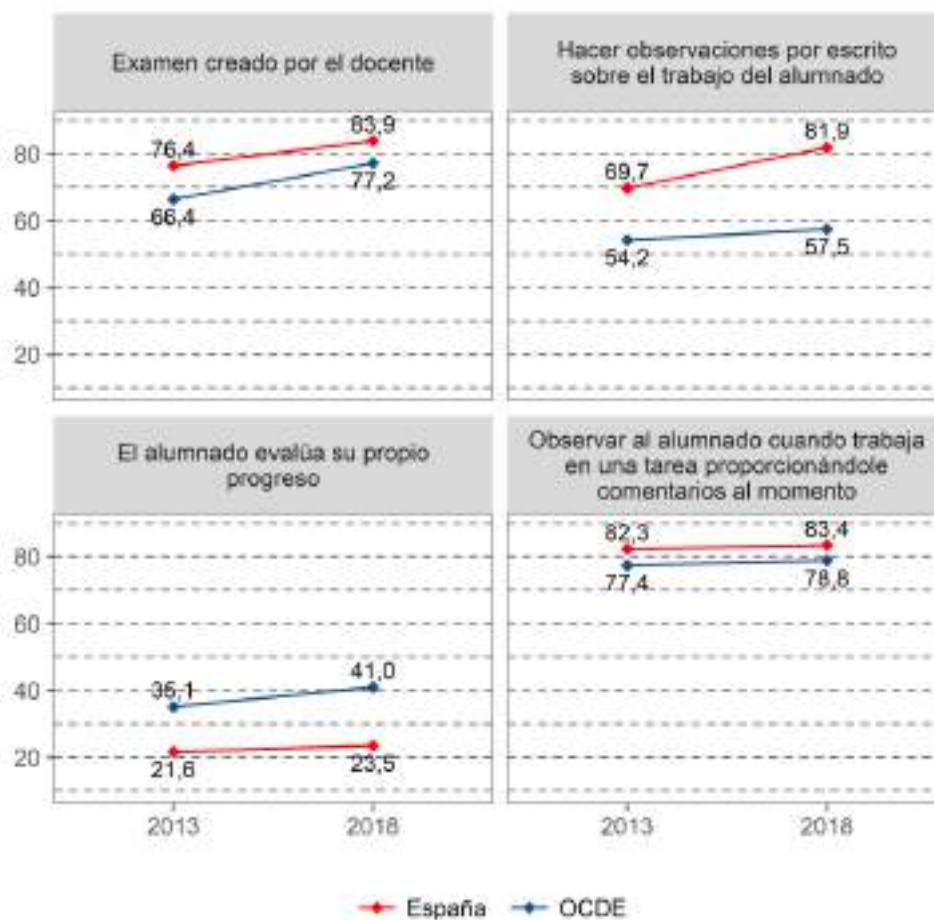 Examen creado por el docente
Hacer observaciones por escrito
sobre el trabajo del alumnado
76,4
83,9
66,4
77,2
69,7
81,9
54,2
57,5
80
60
40
20
El alumnado evalúa su propio
progreso
Observar al alumnado cuando trabaja
en una tarea proporcionándole
comentarios al momento
35,1
41,0
21,6
23,5
82,3
83,4
77,4
78,8
80
60
40
20
2013
2018
2013
2018
España
OCDE